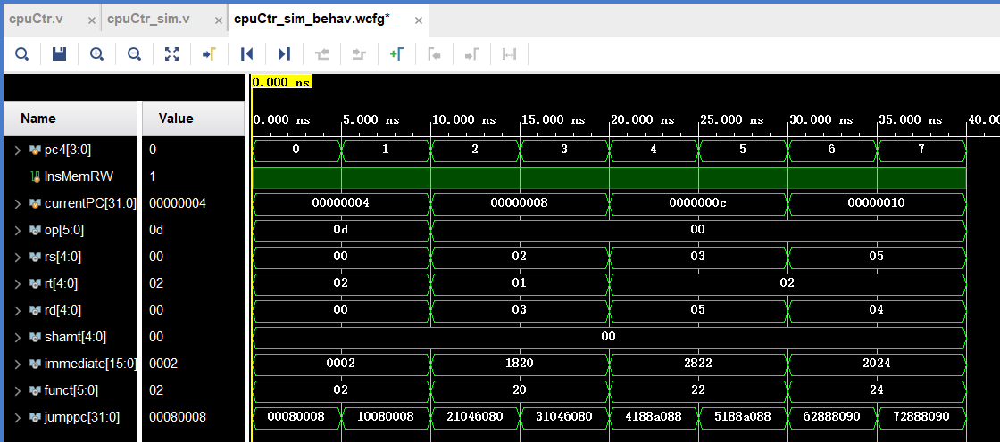 cpuCtr.v × cpuCtr_sim.v × cpuCtr_sim_behav.wcfg* ×
0.000 ns
Name Value 0.000 ns 5.000 ns 10.000 ns 15.000 ns 20.000 ns 25.000 ns 30.000 ns 35.000 ns 40.00
pc4[3:0] 0 0 1 2 3 4 5 6 7
InsMemRW 1
currentPC[31:0] 00000004 00000004 00000008 0000000c 00000010
op[5:0] 0d 0d 00
rs[4:0] 00 00 02 03 05
rt[4:0] 02 02 01 02
rd[4:0] 00 00 03 05 04
shamt[4:0] 00 00
immediate[15:0] 0002 0002 1820 2822 2024
funct[5:0] 02 02 20 22 24
jumppc[31:0] 00080008 00080008 10080008 21046080 31046080 4188a088 5188a088 62888090 72888090